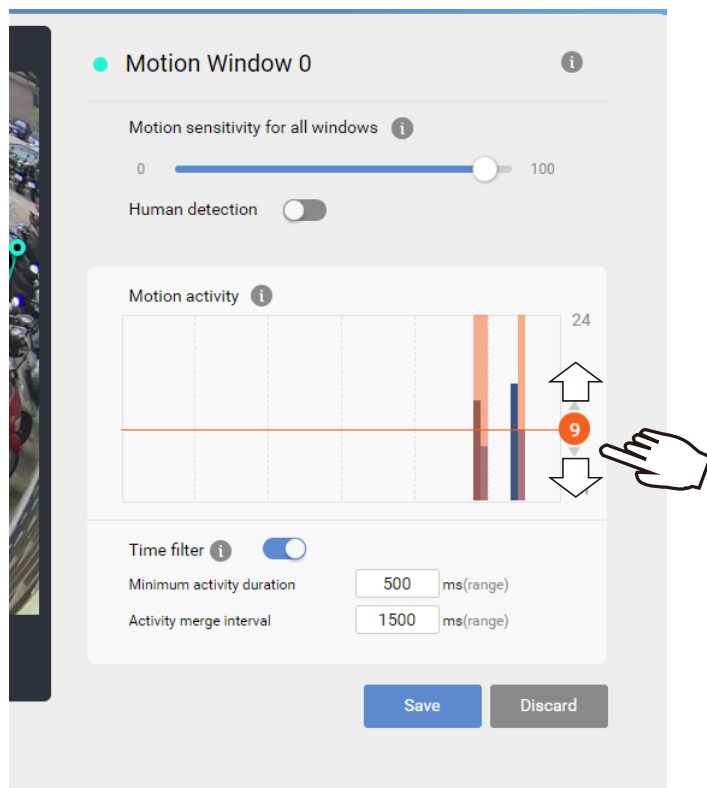 Motion Window 0
Motion sensitivity for all windows
0 100
Human detection
Motion activity
24
9
Time filter
Minimum activity duration 500 ms(range)
Activity merge interval 1500 ms(range)
Save Discard